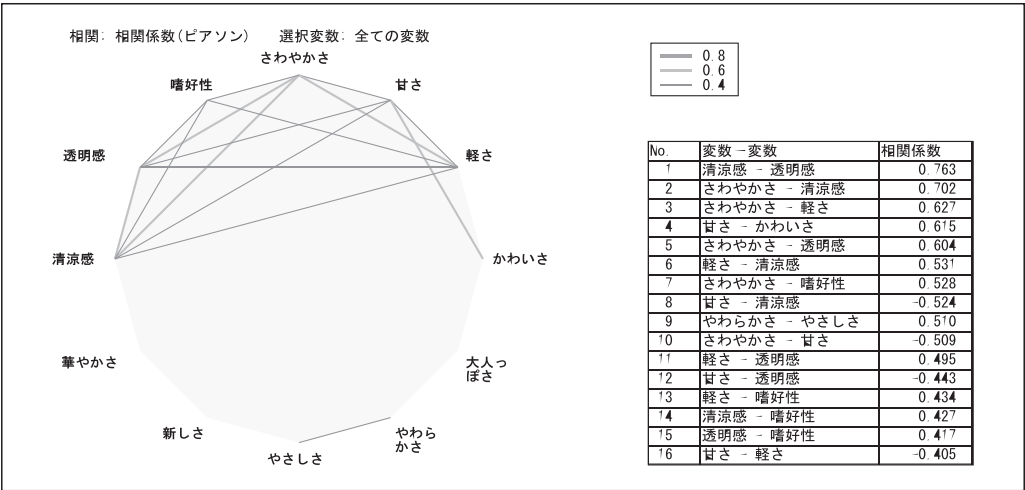 相関: 相関係数(ピアソン)　選択変数: 全ての変数
さわやかさ
嗜好性
甘さ
透明感
軽さ
清涼感
かわいさ
華やかさ
大人っ
ぽさ
新しさ
やわら
かさ
やさしさ
0.8
0.6
0.4
No. 変数－変数 相関係数
1 清涼感 - 透明感 0.763
2 さわやかさ - 清涼感 0.702
3 さわやかさ - 軽さ 0.627
4 甘さ - かわいさ 0.615
5 さわやかさ - 透明感 0.604
6 軽さ - 清涼感 0.531
7 さわやかさ - 嗜好性 0.528
8 甘さ - 清涼感 -0.524
9 やわらかさ - やさしさ 0.510
10 さわやかさ - 甘さ -0.509
11 軽さ - 透明感 0.495
12 甘さ - 透明感 -0.443
13 軽さ - 嗜好性 0.434
14 清涼感 - 嗜好性 0.427
15 透明感 - 嗜好性 0.417
16 甘さ - 軽さ -0.405